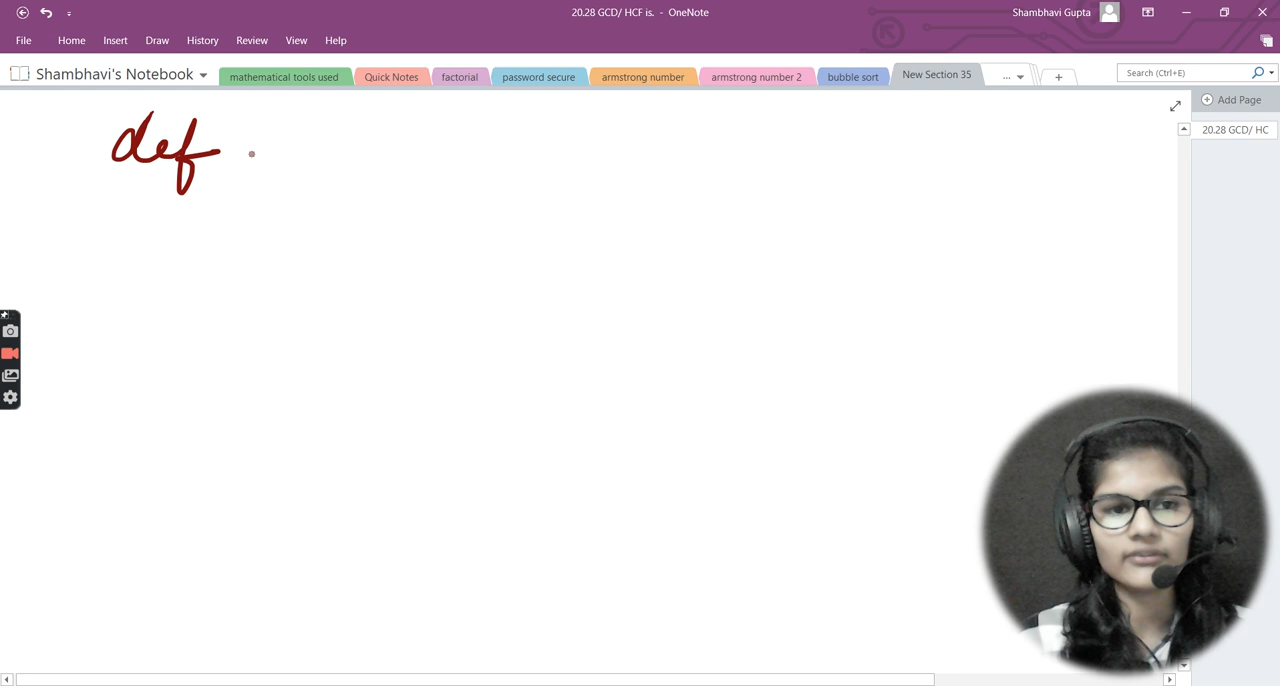 20.28 GCD/ HCF is. - OneNote
Shambhavi Gupta
File Home Insert Draw History Review View Help
Shambhavi's Notebook
mathematical tools used Quick Notes factorial password secure armstrong number armstrong number 2 bubble sort New Section 35 ... +
Search (Ctrl+E)
Add Page
20.28 GCD/ HC
def